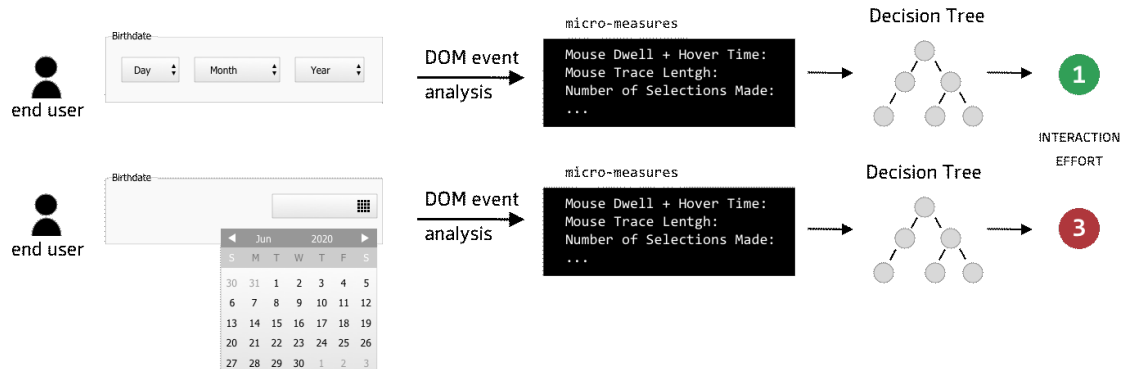 Birthdate
Day
Month
Year
end user
DOM event
analysis
micro-measures
Mouse Dwell + Hover Time:
Mouse Trace Lentgh:
Number of Selections Made:
...
Decision Tree
1
INTERACTION
EFFORT
Birthdate
end user
Jun 2020
S M T W T F S
30 31 1 2 3 4 5
6 7 8 9 10 11 12
13 14 15 16 17 18 19
20 21 22 23 24 25 26
27 28 29 30 1 2 3
DOM event
analysis
micro-measures
Mouse Dwell + Hover Time:
Mouse Trace Lentgh:
Number of Selections Made:
...
Decision Tree
3